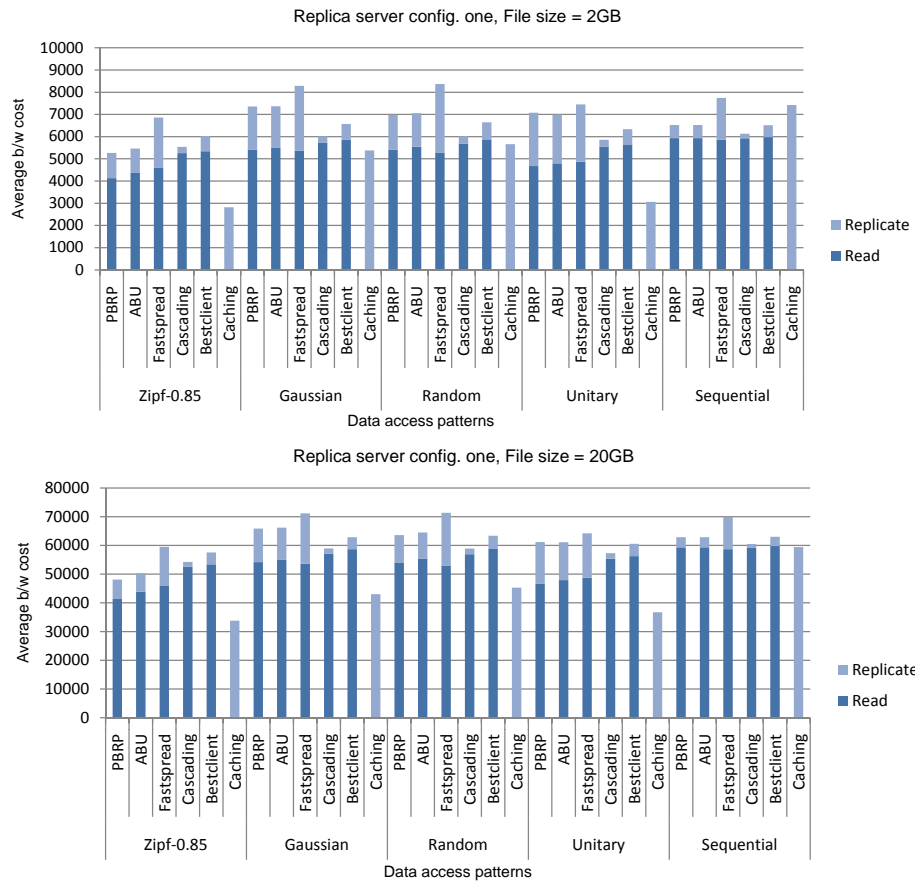 Replica server config. one, File size = 2GB
10000
9000
8000
7000
6000
5000
4000
3000
2000
1000
0
Average b/w cost
Replicate
Read
PBRP ABU Fastspread Cascading Bestclient Caching PBRP ABU Fastspread Cascading Bestclient Caching PBRP ABU Fastspread Cascading Bestclient Caching PBRP ABU Fastspread Cascading Bestclient Caching PBRP ABU Fastspread Cascading Bestclient Caching
Zipf-0.85 Gaussian Random Unitary Sequential
Data access patterns
Replica server config. one, File size = 20GB
80000
70000
60000
50000
40000
30000
20000
10000
0
Average b/w cost
Replicate
Read
PBRP ABU Fastspread Cascading Bestclient Caching PBRP ABU Fastspread Cascading Bestclient Caching PBRP ABU Fastspread Cascading Bestclient Caching PBRP ABU Fastspread Cascading Bestclient Caching PBRP ABU Fastspread Cascading Bestclient Caching
Zipf-0.85 Gaussian Random Unitary Sequential
Data access patterns